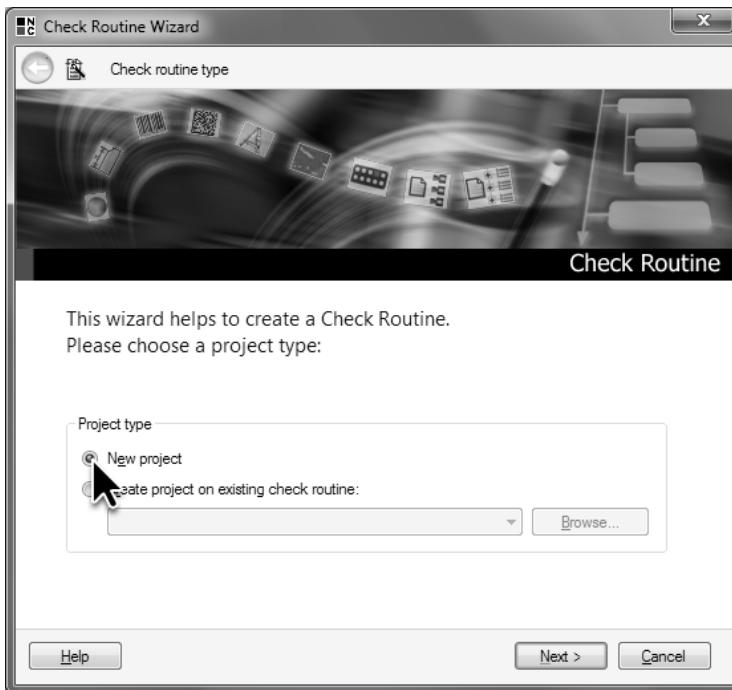 Check Routine Wizard
Check routine type
Check Routine
This wizard helps to create a Check Routine.
Please choose a project type:
Project type
New project
eate project on existing check routine:
Browse...
Help
Next >
Cancel